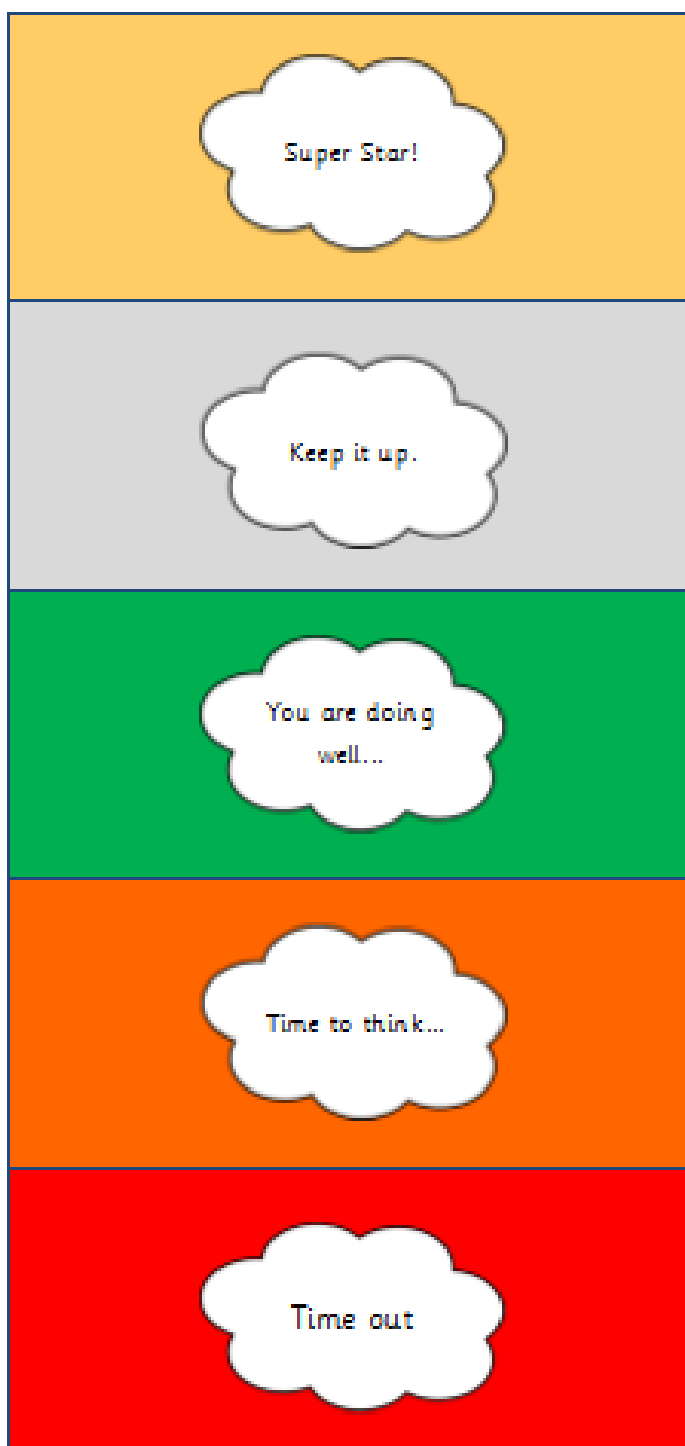 Super Star!
Keep it up.
You are doing
well...
Time to think...
Time out